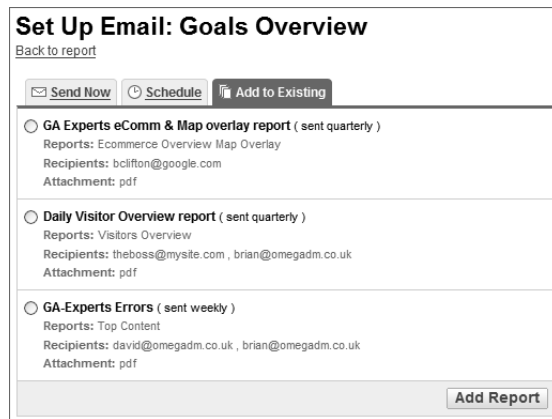 Set Up Email: Goals Overview
Back to report
Send Now Schedule Add to Existing
GA Experts eComm & Map overlay report ( sent quarterly )
Reports: Ecommerce Overview Map Overlay
Recipients: bclifton@google.com
Attachment: pdf
Daily Visitor Overview report ( sent quarterly )
Reports: Visitors Overview
Recipients: theboss@mysite.com , brian@omegadm.co.uk
Attachment: pdf
GA-Experts Errors ( sent weekly )
Reports: Top Content
Recipients: david@omegadm.co.uk , brian@omegadm.co.uk
Attachment: pdf
Add Report